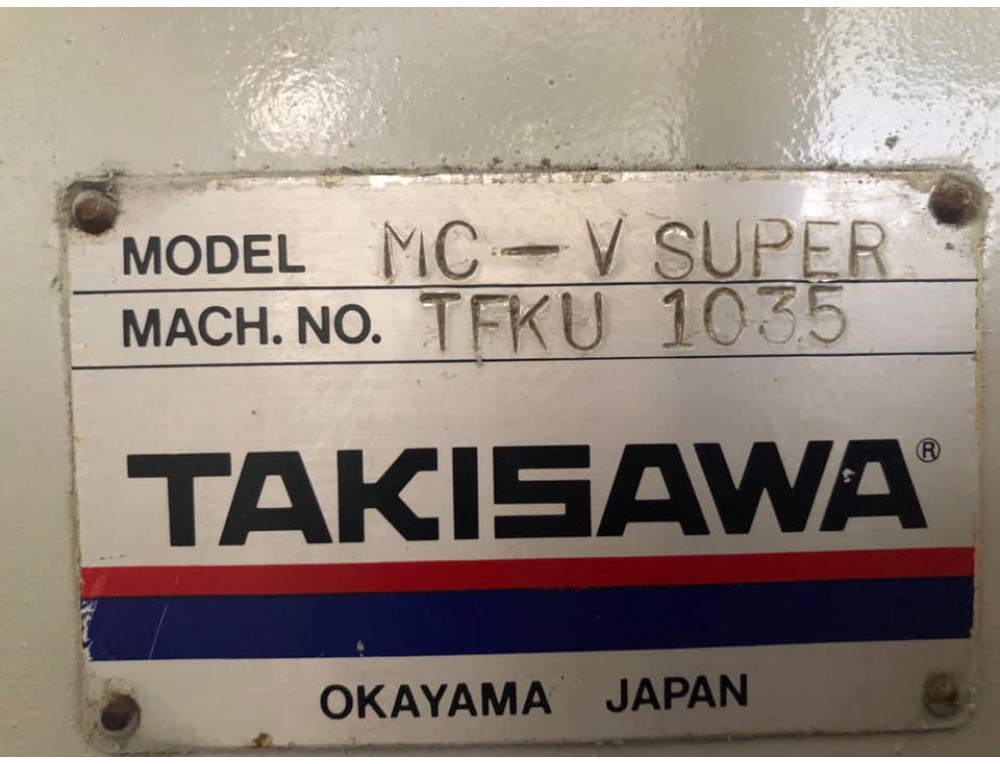 MODEL MC-V SUPER
MACH. NO. TFKU 1035
TAKISAWA®
OKAYAMA JAPAN